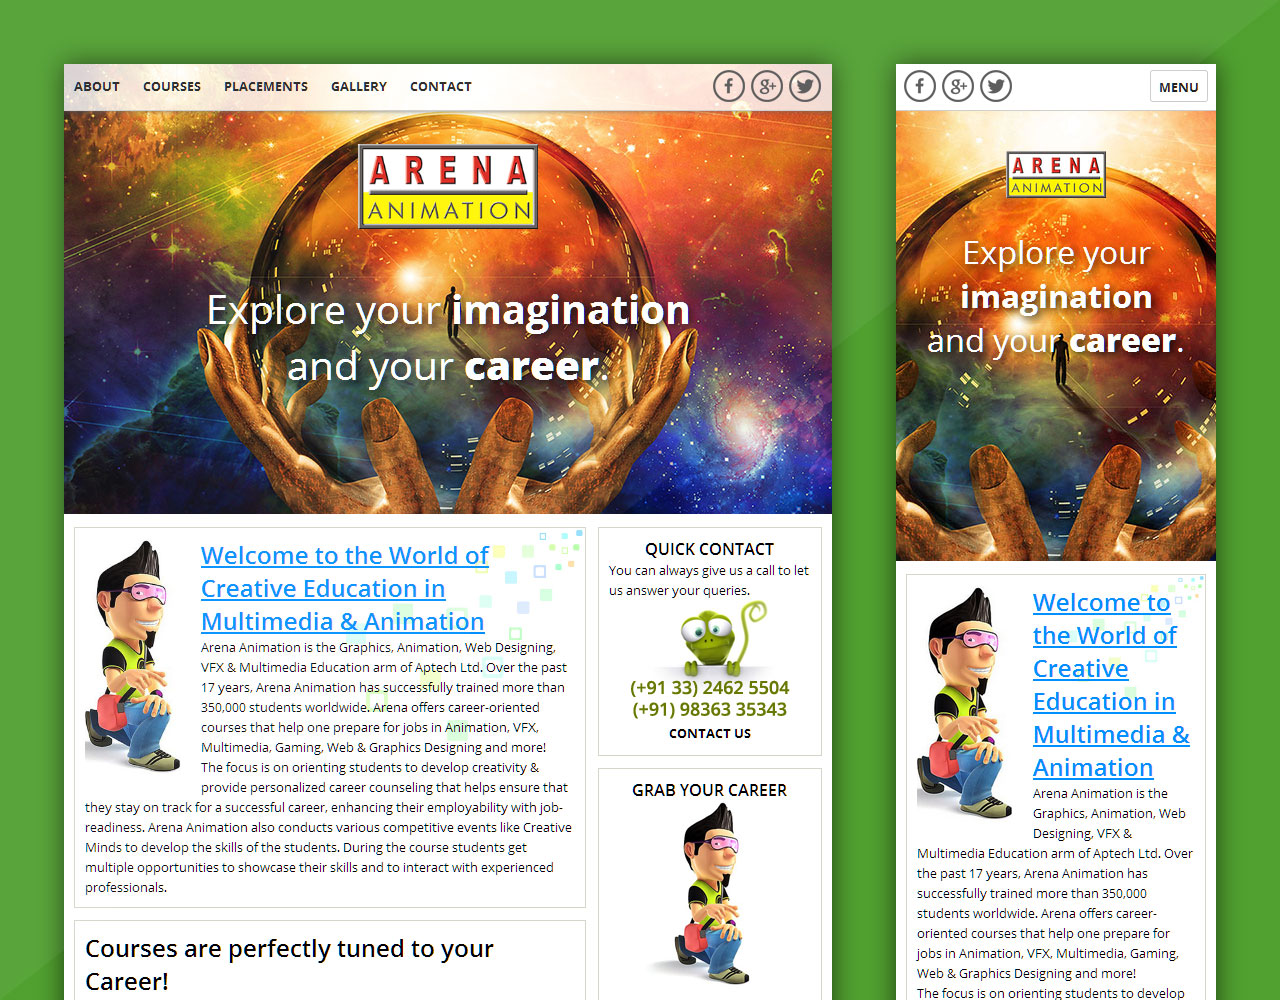 ABOUT COURSES PLACEMENTS GALLERY CONTACT
ARENA
ANIMATION
Explore your imagination
and your career.
Welcome to the World of
Creative Education in
Multimedia & Animation
Arena Animation is the Graphics, Animation, Web Designing,
VFX & Multimedia Education arm of Aptech Ltd. Over the past
17 years, Arena Animation has successfully trained more than
350,000 students worldwide. Arena offers career-oriented
courses that help one prepare for jobs in Animation, VFX,
Multimedia, Gaming, Web & Graphics Designing and more!
The focus is on orienting students to develop creativity &
provide personalized career counseling that helps ensure that
they stay on track for a successful career, enhancing their employability with job-
readiness. Arena Animation also conducts various competitive events like Creative
Minds to develop the skills of the students. During the course students get
multiple opportunities to showcase their skills and to interact with experienced
professionals.
Courses are perfectly tuned to your
Career!
QUICK CONTACT
You can always give us a call to let
us answer your queries.
(+91 33) 2462 5504
(+91) 98363 35343
CONTACT US
GRAB YOUR CAREER
MENU
ARENA
ANIMATION
Explore your
imagination
and your career.
Welcome to
the World of
Creative
Education in
Multimedia &
Animation
Arena Animation is the
Graphics, Animation, Web
Designing, VFX &
Multimedia Education arm of Aptech Ltd. Over
the past 17 years, Arena Animation has
successfully trained more than 350,000
students worldwide. Arena offers career-
oriented courses that help one prepare for
jobs in Animation, VFX, Multimedia, Gaming,
Web & Graphics Designing and more!
The focus is on orienting students to develop